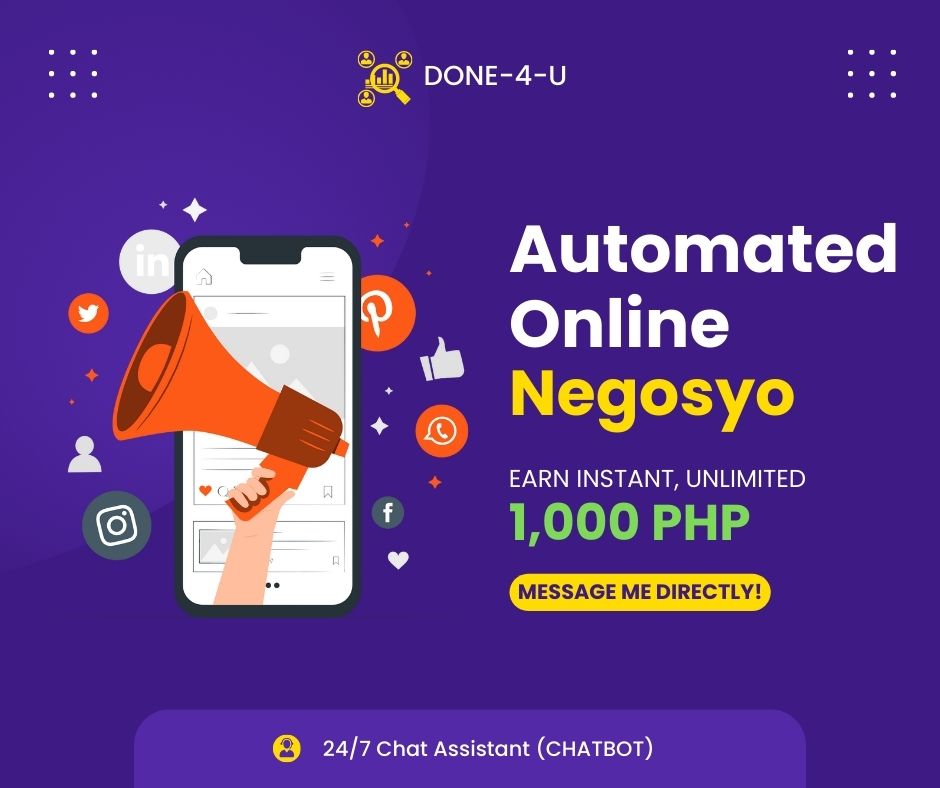 DONE-4-U
Automated
Online
Negosyo
EARN INSTANT, UNLIMITED
1,000 PHP
MESSAGE ME DIRECTLY!
24/7 Chat Assistant (CHATBOT)